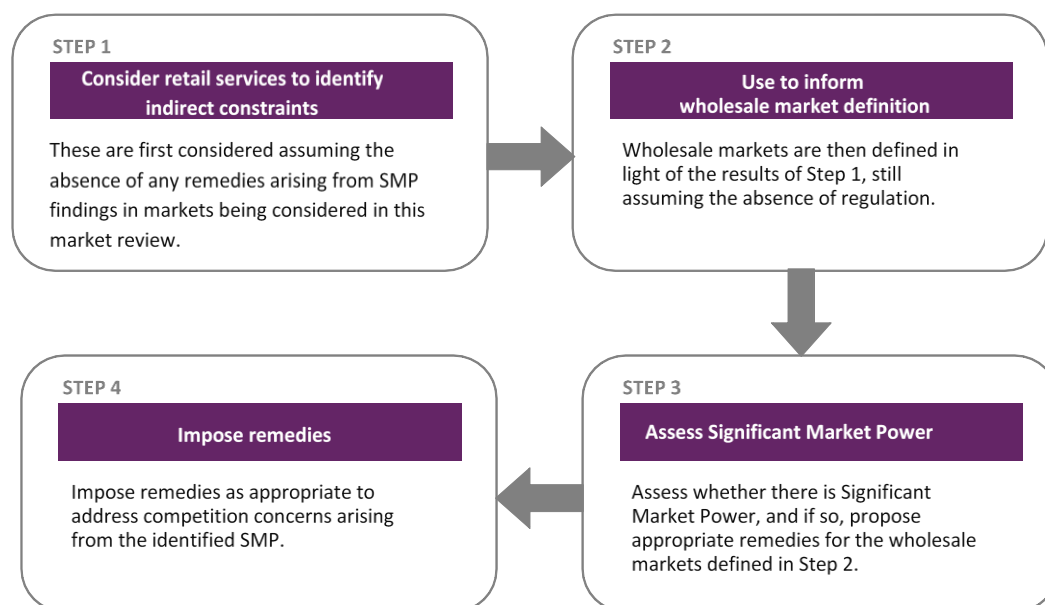 STEP 1
Consider retail services to identify
indirect constraints
These are first considered assuming the
absence of any remedies arising from SMP
findings in markets being considered in this
market review.
STEP 2
Use to inform
wholesale market definition
Wholesale markets are then defined in
light of the results of Step 1, still
assuming the absence of regulation.
STEP 3
Assess Significant Market Power
Assess whether there is Significant
Market Power, and if so, propose
appropriate remedies for the wholesale
markets defined in Step 2.
STEP 4
Impose remedies
Impose remedies as appropriate to
address competition concerns arising
from the identified SMP.